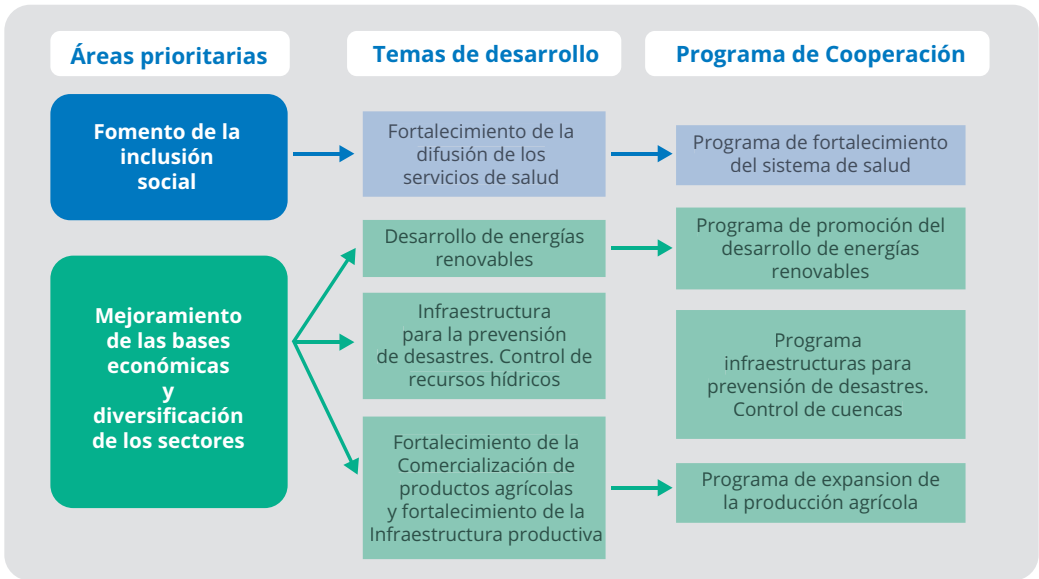 Áreas prioritarias
Temas de desarrollo
Programa de Cooperación
Fomento de la
inclusión
social
Fortalecimiento de la
difusión de los
servicios de salud
Programa de fortalecimiento
del sistema de salud
Mejoramiento
de las bases
económicas
y
diversificación
de los sectores
Desarrollo de energías
renovables
Programa de promoción del
desarrollo de energías
renovables
Infraestructura
para la prevención
de desastres. Control de
recursos hídricos
Programa
infraestructuras para
prevención de desastres.
Control de cuencas
Fortalecimiento de la
Comercialización de
productos agrícolas
y fortalecimiento de la
Infraestructura productiva
Programa de expansion de
la producción agrícola